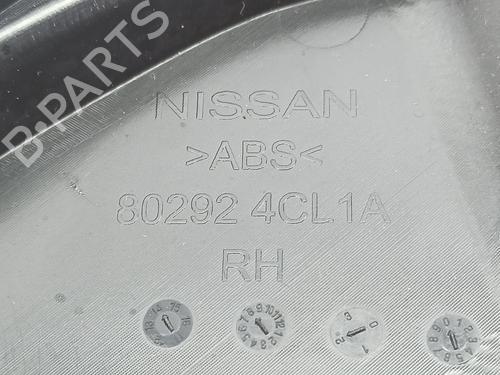 B-PARTS
NISSAN
>ABS<
80292 4CL1A
RH